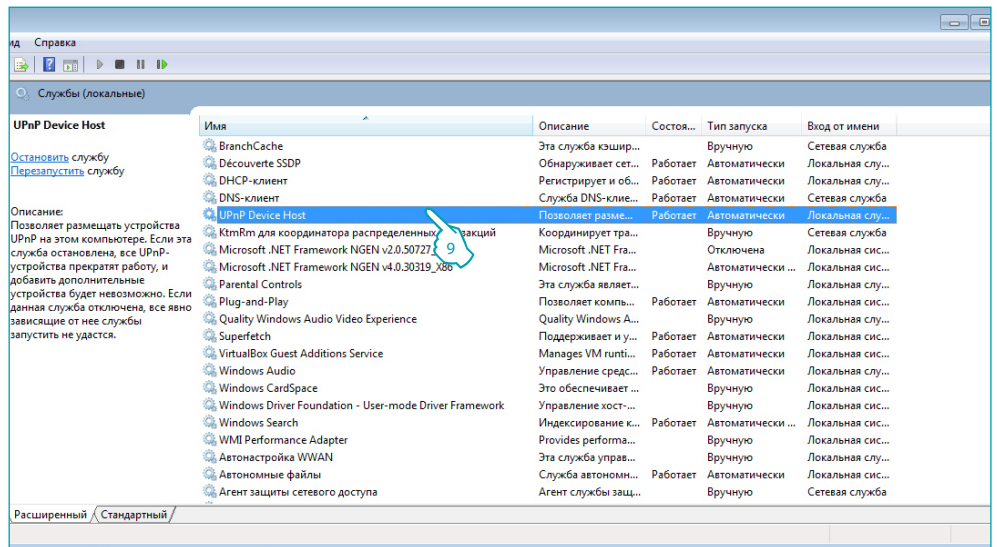 ид Справка
Службы (локальные)
UPnP Device Host
Остановить службу
Перезапустить службу
Описание:
Позволяет размещать устройства
UPnP на этом компьютере. Если эта
служба остановлена, все UPnP-
устройства прекратят работу, и
добавить дополнительные
устройства будет невозможно. Если
данная служба отключена, все явно
зависящие от нее службы
запустить не удастся.
Имя Описание Состоя... Тип запуска Вход от имени
BranchCache Эта служба кэшир... Вручную Сетевая служба
Découverte SSDP Обнаруживает сет... Работает Автоматически Локальная слу...
DHCP-клиент Регистрирует и об... Работает Автоматически Локальная слу...
DNS-клиент Служба DNS-клие... Работает Автоматически Сетевая служба
UPnP Device Host Позволяет разме... Работает Автоматически Локальная слу...
KtmRm для координатора распределенных закций Координирует тра... Вручную Сетевая служба
9
Microsoft .NET Framework NGEN v2.0.50727_ Microsoft .NET Fra... Отключена Локальная сис...
Microsoft .NET Framework NGEN v4.0.30319_X86 Microsoft .NET Fra... Автоматически ... Локальная сис...
Parental Controls Эта служба являет... Вручную Локальная слу...
Plug-and-Play Позволяет компь... Работает Автоматически Локальная сис...
Quality Windows Audio Video Experience Quality Windows A... Вручную Локальная слу...
Superfetch Поддерживает и у... Работает Автоматически Локальная сис...
VirtualBox Guest Additions Service Manages VM runti... Работает Автоматически Локальная сис...
Windows Audio Управление средс... Работает Автоматически Локальная слу...
Windows CardSpace Это обеспечивает ... Вручную Локальная сис...
Windows Driver Foundation - User-mode Driver Framework Управление хост-... Вручную Локальная сис...
Windows Search Индексирование к... Работает Автоматически ... Локальная сис...
WMI Performance Adapter Provides performa... Вручную Локальная сис...
Автонастройка WWAN Эта служба управ... Вручную Локальная слу...
Автономные файлы Служба автономн... Работает Автоматически Локальная сис...
Агент защиты сетевого доступа Агент службы защ... Вручную Сетевая служба
Расширенный Стандартный